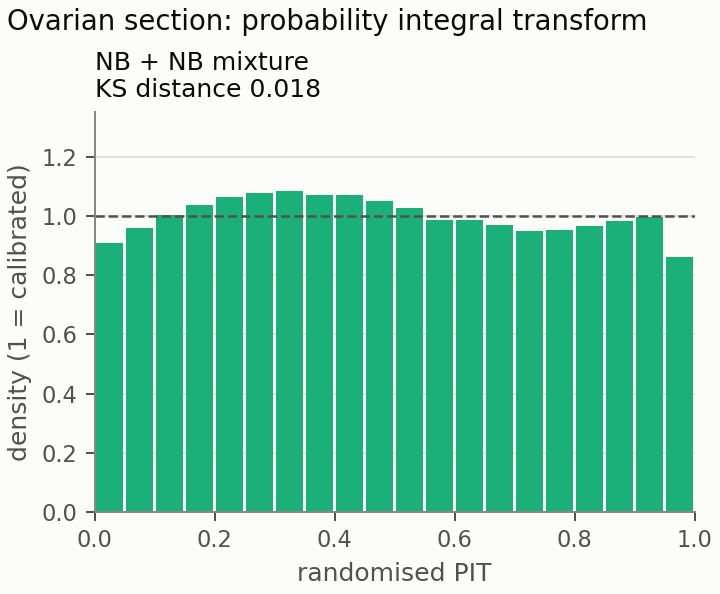 Ovarian section: probability integral transform
NB + NB mixture
KS distance 0.018
density (1 = calibrated)
1.2
1.0
0.8
0.6
0.4
0.2
0.0
0.0 0.2 0.4 0.6 0.8 1.0
randomised PIT